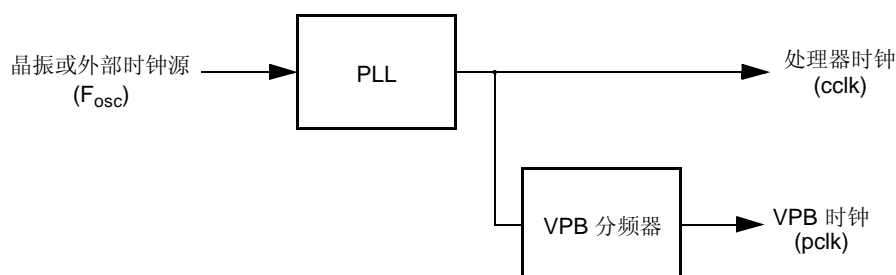 晶振或外部时钟源
(Fosc)
PLL
处理器时钟
(cclk)
VPB 分频器
VPB 时钟
(pclk)